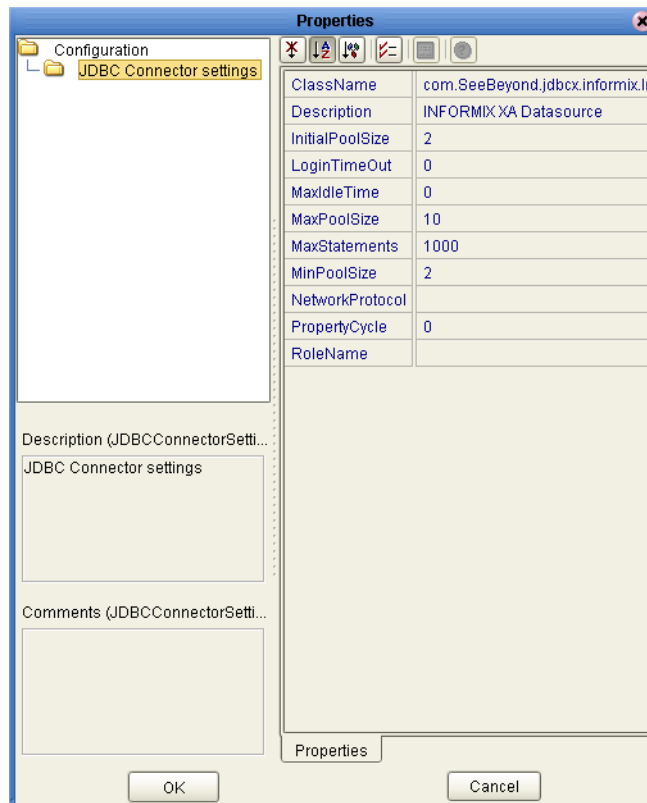 Properties
Configuration
JDBC Connector settings
ClassName com.SeeBeyond.jdbcx.informix.I
Description INFORMIX XA Datasource
InitialPoolSize 2
LoginTimeOut 0
MaxIdleTime 0
MaxPoolSize 10
MaxStatements 1000
MinPoolSize 2
NetworkProtocol
PropertyCycle 0
RoleName
Description (JDBCConnectorSetti...
JDBC Connector settings
Comments (JDBCConnectorSetti...
Properties
OK Cancel